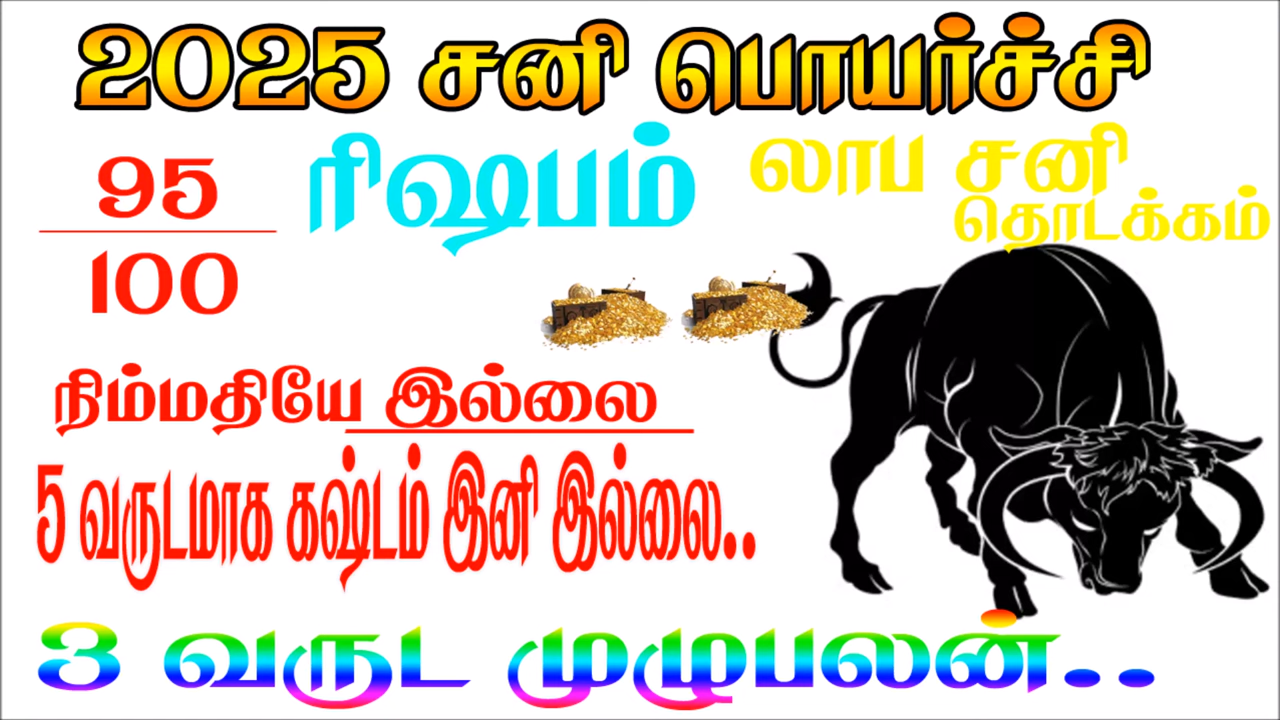 2025 சனி பொயர்ச்சி
95
100
ரிஷபம்
லாப சனி
தொடக்கம்
நிம்மதியே இல்லை
5 வருடமாக கஷ்டம் இனி இல்லை..
3 வருட முழுபலன்..